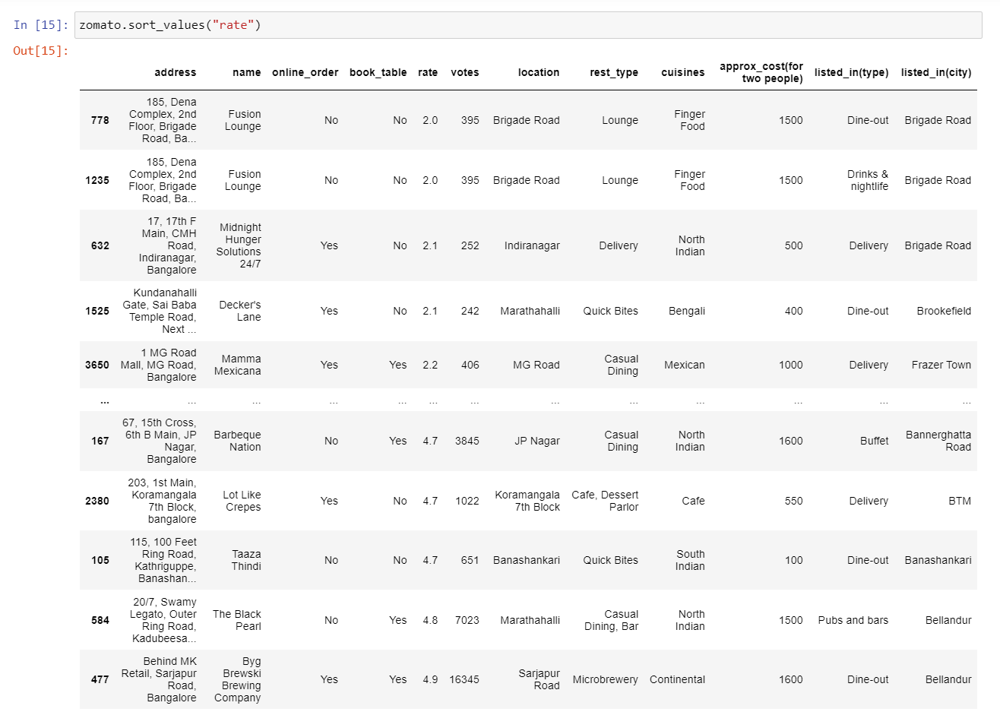 In [15]: zomato.sort_values("rate")
Out[15]:
address name online_order book_table rate votes location rest_type cuisines approx_cost(for two people) listed_in(type) listed_in(city)
778 185, Dena Complex, 2nd Floor, Brigade Road, Ba... Fusion Lounge No No 2.0 395 Brigade Road Lounge Finger Food 1500 Dine-out Brigade Road
1235 185, Dena Complex, 2nd Floor, Brigade Road, Ba... Fusion Lounge No No 2.0 395 Brigade Road Lounge Finger Food 1500 Drinks & nightlife Brigade Road
632 17, 17th F Main, CMH Road, Indiranagar, Bangalore Midnight Hunger Solutions 24/7 Yes No 2.1 252 Indiranagar Delivery North Indian 500 Delivery Brigade Road
1525 Kundanahalli Gate, Sai Baba Temple Road, Next ... Decker's Lane Yes No 2.1 242 Marathahalli Quick Bites Bengali 400 Dine-out Brookefield
3650 1 MG Road Mall, MG Road, Bangalore Mamma Mexicana Yes Yes 2.2 406 MG Road Casual Dining Mexican 1000 Delivery Frazer Town
... ... ... ... ... ... ... ... ... ... ... ... ...
167 67, 15th Cross, 6th B Main, JP Nagar, Bangalore Barbeque Nation No Yes 4.7 3845 JP Nagar Casual Dining North Indian 1600 Buffet Bannerghatta Road
2380 203, 1st Main, Koramangala 7th Block, bangalore Lot Like Crepes Yes No 4.7 1022 Koramangala 7th Block Cafe, Dessert Parlor Cafe 550 Delivery BTM
105 115, 100 Feet Ring Road, Kathriguppe, Banashan... Taaza Thindi No No 4.7 651 Banashankari Quick Bites South Indian 100 Dine-out Banashankari
584 20/7, Swamy Legato, Outer Ring Road, Kadubeesa... The Black Pearl No Yes 4.8 7023 Marathahalli Casual Dining, Bar North Indian 1500 Pubs and bars Bellandur
477 Behind MK Retail, Sarjapur Road, Bangalore Byg Brewski Brewing Company Yes Yes 4.9 16345 Sarjapur Road Microbrewery Continental 1600 Dine-out Bellandur